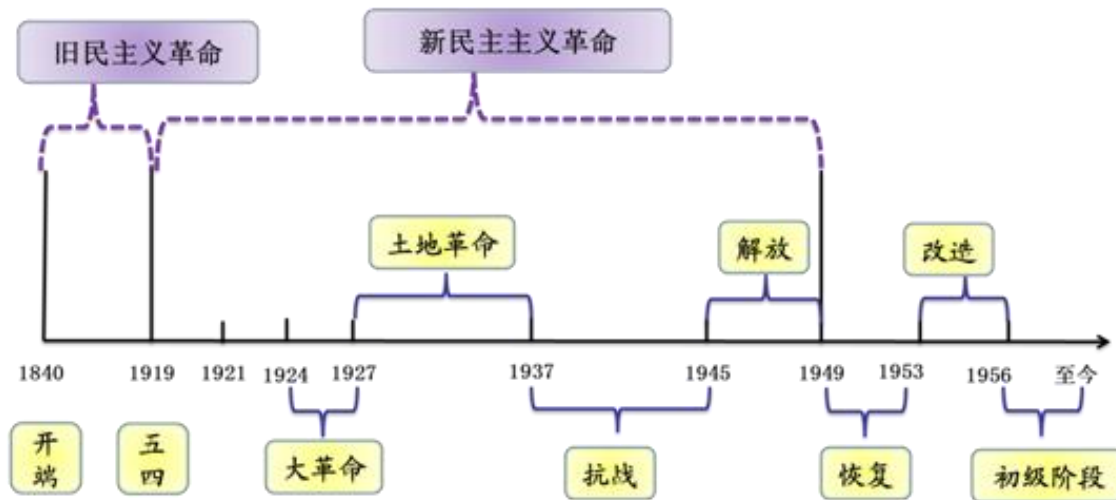 旧民主义革命
新民主主义革命
土地革命
解放
改造
1840
1919
1921
1924
1927
1937
1945
1949
1953
1956
至今
开
端
五
四
大革命
抗战
恢复
初级阶段